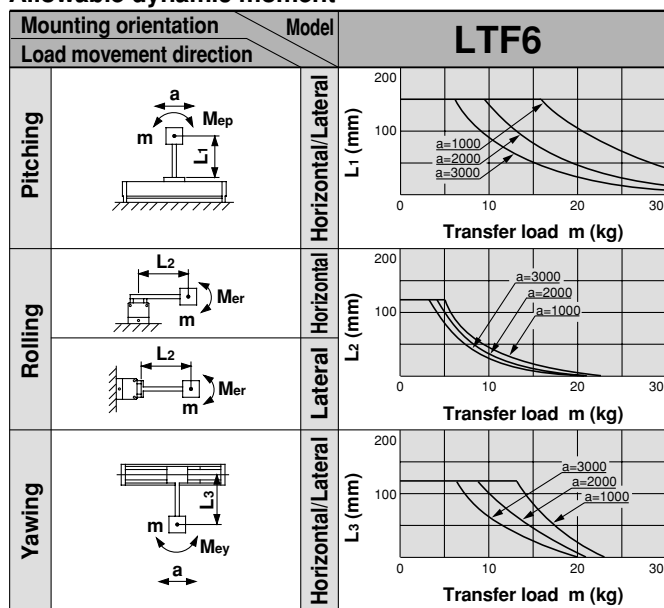 Allowable dynamic moment
Mounting orientation
Model
Load movement direction
LTF6
Pitching
a
Mep
m
L1
Horizontal/Lateral
L1 (mm)
200
100
a=1000
a=2000
a=3000
0
10
20
30
Transfer load m (kg)
Rolling
L2
Mer
m
Horizontal
L2
Mer
m
Lateral
L2 (mm)
200
100
a=3000
a=2000
a=1000
0
10
20
30
Transfer load m (kg)
Yawing
L3
m
Mey
a
Horizontal/Lateral
L3 (mm)
200
100
a=3000
a=2000
a=1000
0
10
20
30
Transfer load m (kg)